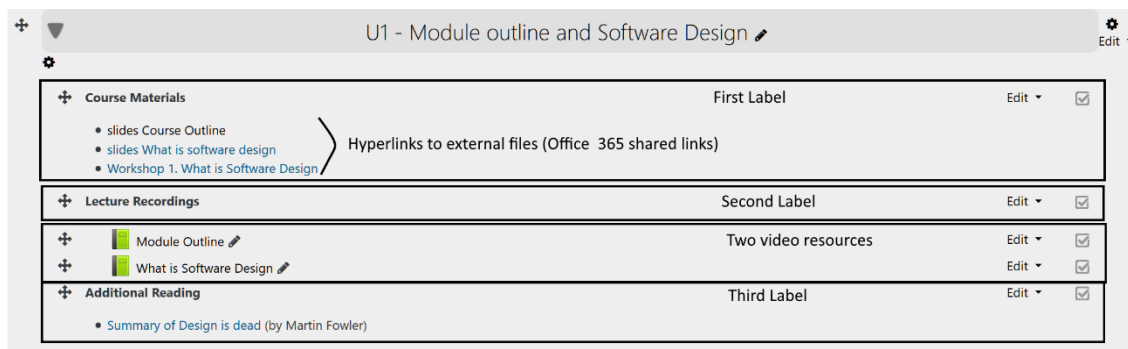 U1 - Module outline and Software Design
Edit
Course Materials First Label Edit
slides Course Outline
slides What is software design
Hyperlinks to external files (Office 365 shared links)
Workshop 1. What is Software Design
Lecture Recordings Second Label Edit
Module Outline Two video resources Edit
What is Software Design Edit
Additional Reading Third Label Edit
Summary of Design is dead (by Martin Fowler)